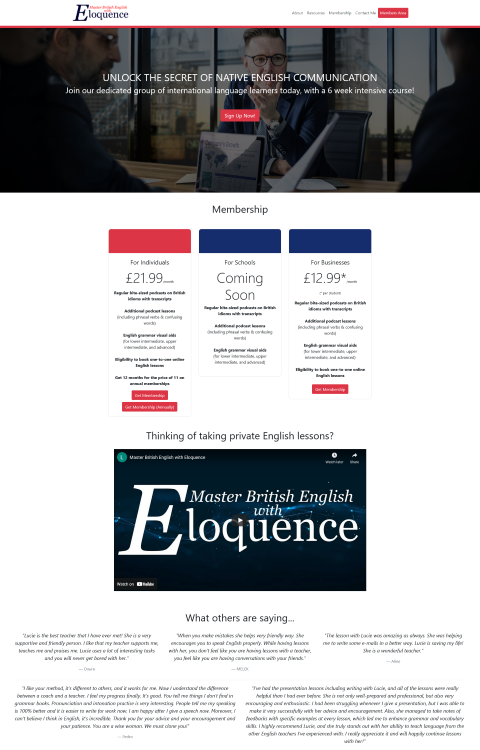 Master British English
with
Eloquence
About Resources Membership Contact Me Members Area
UNLOCK THE SECRET OF NATIVE ENGLISH COMMUNICATION
Join our dedicated group of international language learners today, with a 6 week intensive course!
Sign Up Now!
Membership
For Individuals
£21.99/month
Regular bite-sized podcasts on British
idioms with transcripts
Additional podcast lessons
(including phrasal verbs & confusing
words)
English grammar visual aids
(for lower intermediate, upper
intermediate, and advanced)
Eligibility to book one-to-one online
English lessons
Get 12 months for the price of 11 on
annual memberships
Get Membership
Get Membership (Annually)
For Schools
Coming
Soon
Regular bite-sized podcasts on British
idioms with transcripts
Additional podcast lessons
(including phrasal verbs & confusing
words)
English grammar visual aids
(for lower intermediate, upper
intermediate, and advanced)
For Businesses
£12.99*/month
Regular bite-sized podcasts on British
idioms with transcripts
Additional podcast lessons
(including phrasal verbs & confusing
words)
English grammar visual aids
(for lower intermediate, upper
intermediate, and advanced)
Eligibility to book one-to-one online
English lessons
Get Membership
Thinking of taking private English lessons?
Master British English with Eloquence
Watch later Share
Master British English
with
Eloquence
Watch on YouTube
What others are saying...
"Lucie is the best teacher that I have ever met! She is a very
supportive and friendly person. I like that my teacher supports me,
teaches me and praises me. Lucie uses a lot of interesting tasks
and you will never get bored with her."
"When you make mistakes she helps very friendly way. She
encourages you to speak English properly. While having lessons
with her, you don't feel like you are having lessons with a teacher,
you feel like you are having conversations with your friends."
"The lesson with Lucie was amazing as always. She was helping
me to write some e-mails in a better way. Lucie is saving my life!
She is a wonderful teacher."
"I like your method, it's different to others, and it works for me. Now I understand the difference
between a coach and a teacher. I feel my progress finally. It's good. You tell me things I don't find in
grammar books. Pronunciation and intonation practise is very interesting. People tell me my speaking
is 100% better and it is easier to write for work now. I am happy after I give a speech now. Moreover, I
can't believe I think in English, it's incredible. Thank you for your advice and your encouragement and
your patience. You are a wise woman. We must clone you!"
"I've had the presentation lessons including writing with Lucie, and all of the lessons were really
helpful than I had ever before. She is not only well-prepared and professional, but also very
encouraging and enthusiastic. I had been struggling whenever I give a presentation, but I was able to
make it very successfully with her advice and encouragement. Also, she managed to take notes of
feedbacks with specific examples at every lesson, which led me to enhance grammar and vocabulary
skills. I highly recommend Lucie, and she truly stands out with her ability to teach language from the
other English teachers I've experienced with. I really appreciate it and will happily continue lessons
with her!"